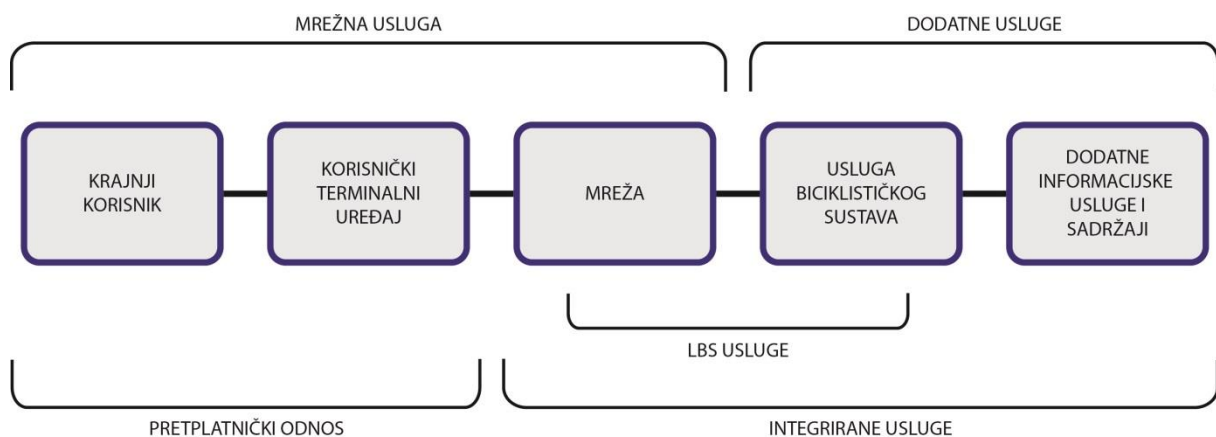 MREŽNA USLUGA
DODATNE USLUGE
KRAJNJI
KORISNIK
KORISNIČKI
TERMINALNI
UREĐAJ
MREŽA
USLUGA
BICIKLISTIČKOG
SUSTAVA
DODATNE
INFORMACIJSKE
USLUGE I
SADRŽAJI
LBS USLUGE
PRETPLATNIČKI ODNOS
INTEGRIRANE USLUGE